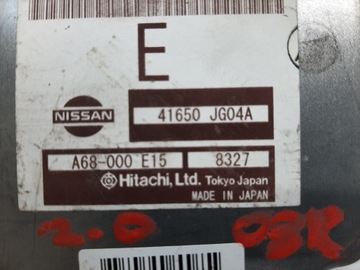 E
NISSAN
41650 JG04A
A68-000 E15 8327
Hitachi, Ltd. Tokyo Japan
MADE IN JAPAN
2.0